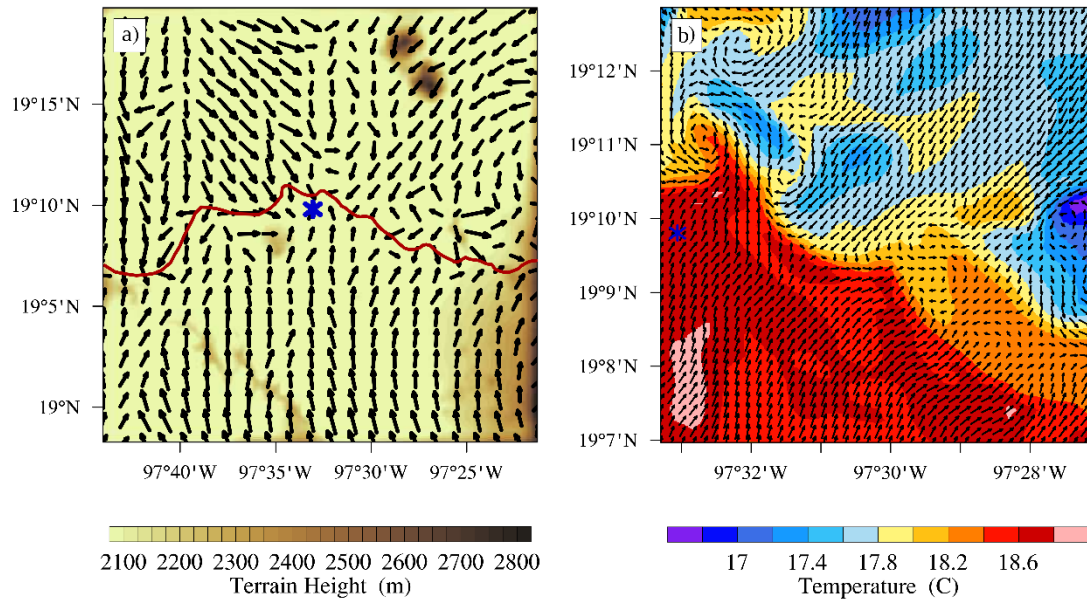 a)
19°15'N
19°10'N
19°5'N
19°N
97°40'W 97°35'W 97°30'W 97°25'W
2100 2200 2300 2400 2500 2600 2700 2800
Terrain Height (m)
b)
19°12'N
19°11'N
19°10'N
19°9'N
19°8'N
19°7'N
97°32'W 97°30'W 97°28'W
17 17.4 17.8 18.2 18.6
Temperature (C)